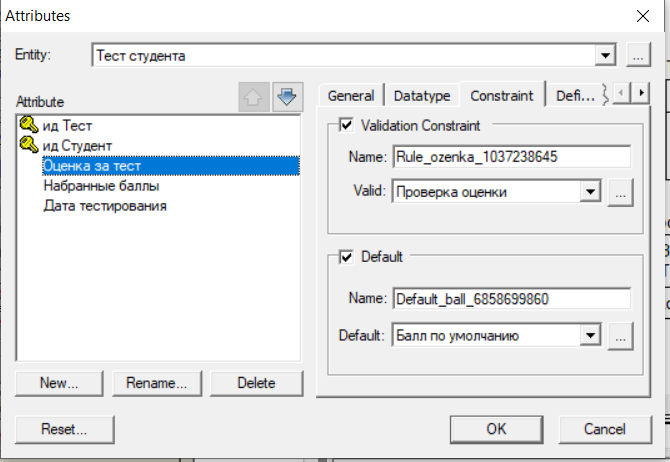 Attributes
Entity: Тест студента ...
Attribute
ид Тест
ид Студент
Оценка за тест
Набранные баллы
Дата тестирования
New... Rename... Delete
General Datatype Constraint Defi...
Validation Constraint
Name: Rule_ozenka_1037238645
Valid: Проверка оценки ...
Default
Name: Default_ball_6858699860
Default: Балл по умолчанию ...
Reset... OK Cancel